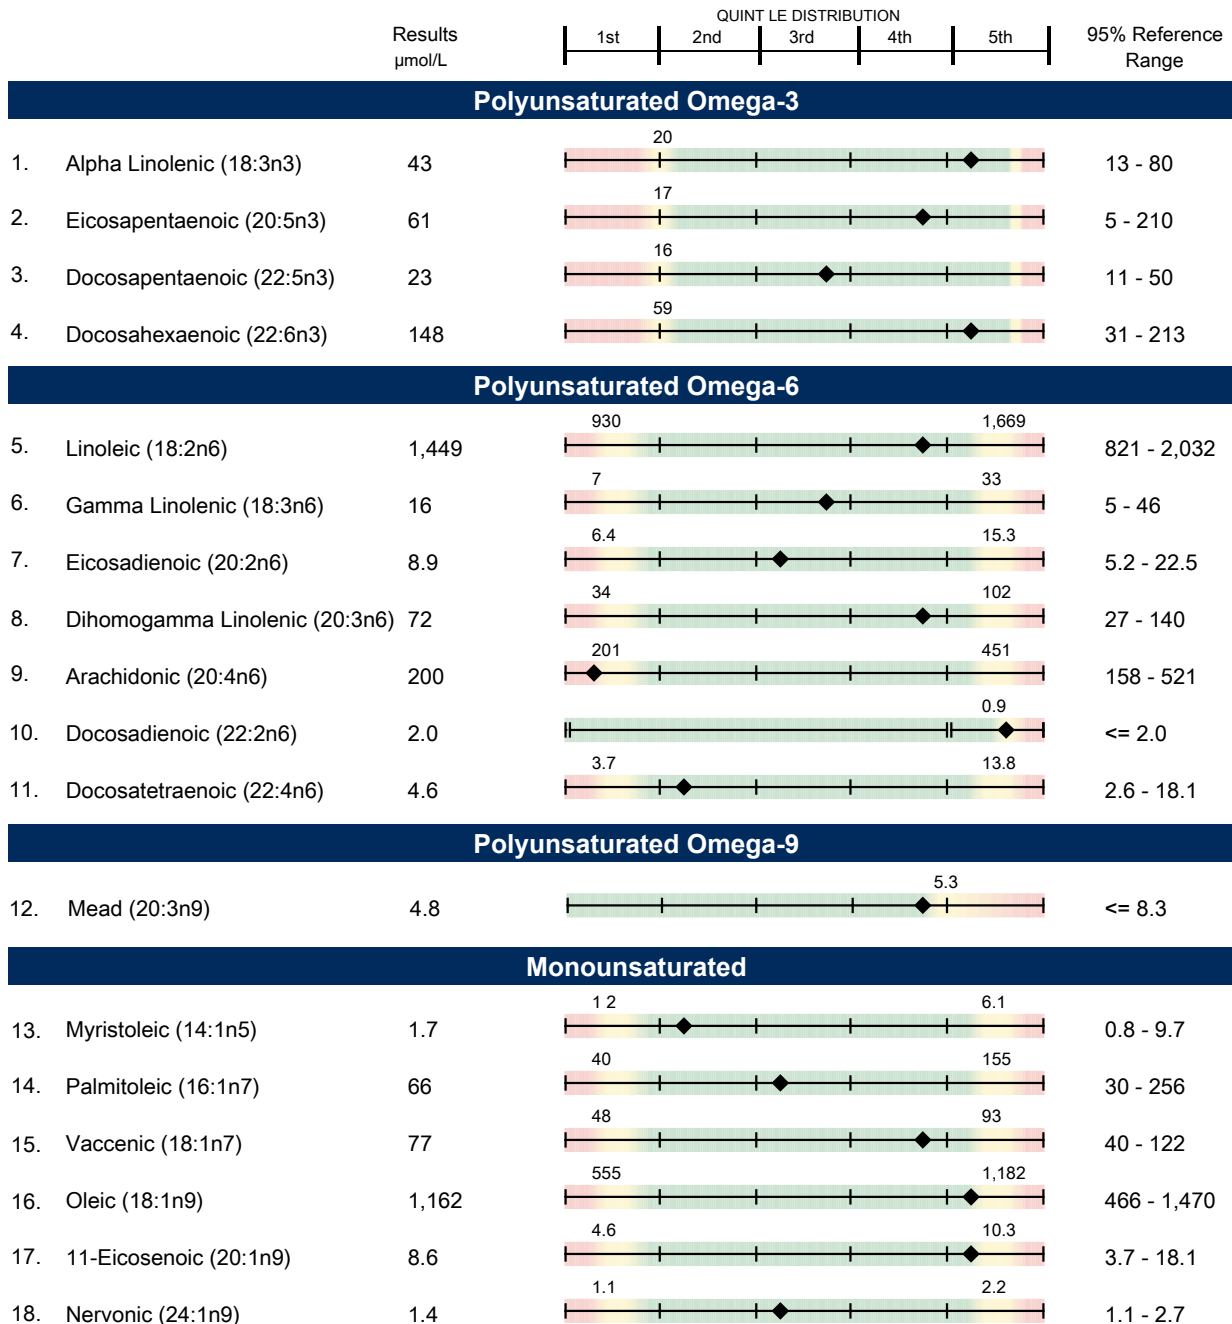 QUINT LE DISTRIBUTION
Results 1st 2nd 3rd 4th 5th 95% Reference
µmol/L Range
Polyunsaturated Omega-3
20
1. Alpha Linolenic (18:3n3) 43 13 - 80
17
2. Eicosapentaenoic (20:5n3) 61 5 - 210
16
3. Docosapentaenoic (22:5n3) 23 11 - 50
59
4. Docosahexaenoic (22:6n3) 148 31 - 213
Polyunsaturated Omega-6
930 1,669
5. Linoleic (18:2n6) 1,449 821 - 2,032
7 33
6. Gamma Linolenic (18:3n6) 16 5 - 46
6.4 15.3
7. Eicosadienoic (20:2n6) 8.9 5.2 - 22.5
34 102
8. Dihomogamma Linolenic (20:3n6) 72 27 - 140
201 451
9. Arachidonic (20:4n6) 200 158 - 521
0.9
10. Docosadienoic (22:2n6) 2.0 <= 2.0
3.7 13.8
11. Docosatetraenoic (22:4n6) 4.6 2.6 - 18.1
Polyunsaturated Omega-9
5.3
12. Mead (20:3n9) 4.8 <= 8.3
Monounsaturated
1 2 6.1
13. Myristoleic (14:1n5) 1.7 0.8 - 9.7
40 155
14. Palmitoleic (16:1n7) 66 30 - 256
48 93
15. Vaccenic (18:1n7) 77 40 - 122
555 1,182
16. Oleic (18:1n9) 1,162 466 - 1,470
4.6 10.3
17. 11-Eicosenoic (20:1n9) 8.6 3.7 - 18.1
1.1 2.2
18. Nervonic (24:1n9) 1.4 1.1 - 2.7